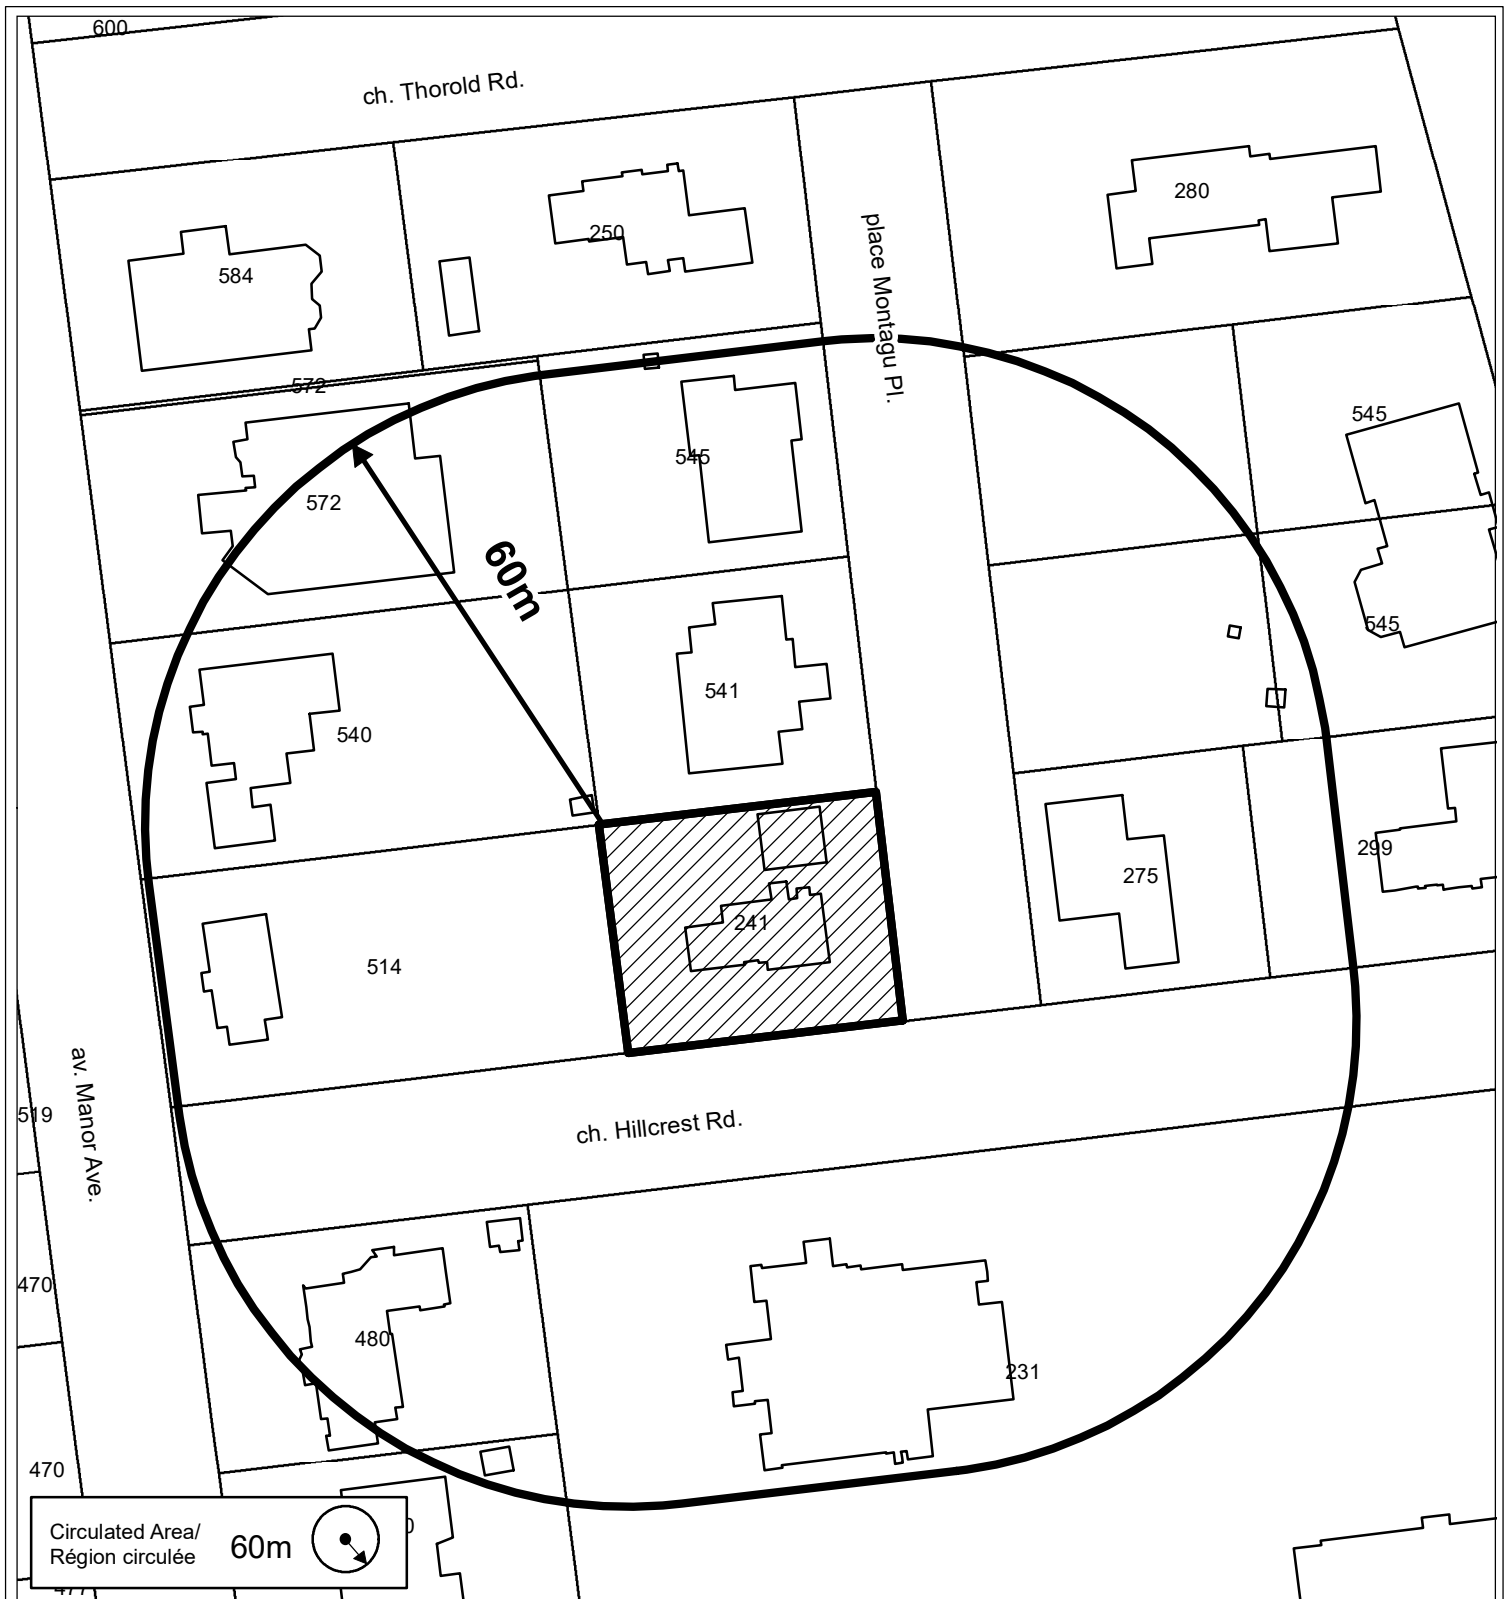 600
ch. Thorold Rd.
280
250
584
place Montagu Pl.
572
545
545
572
60m
545
541
540
299
275
241
514
av. Manor Ave.
519
ch. Hillcrest Rd.
470
480
231
470
Circulated Area/
Région circulée
60m
477